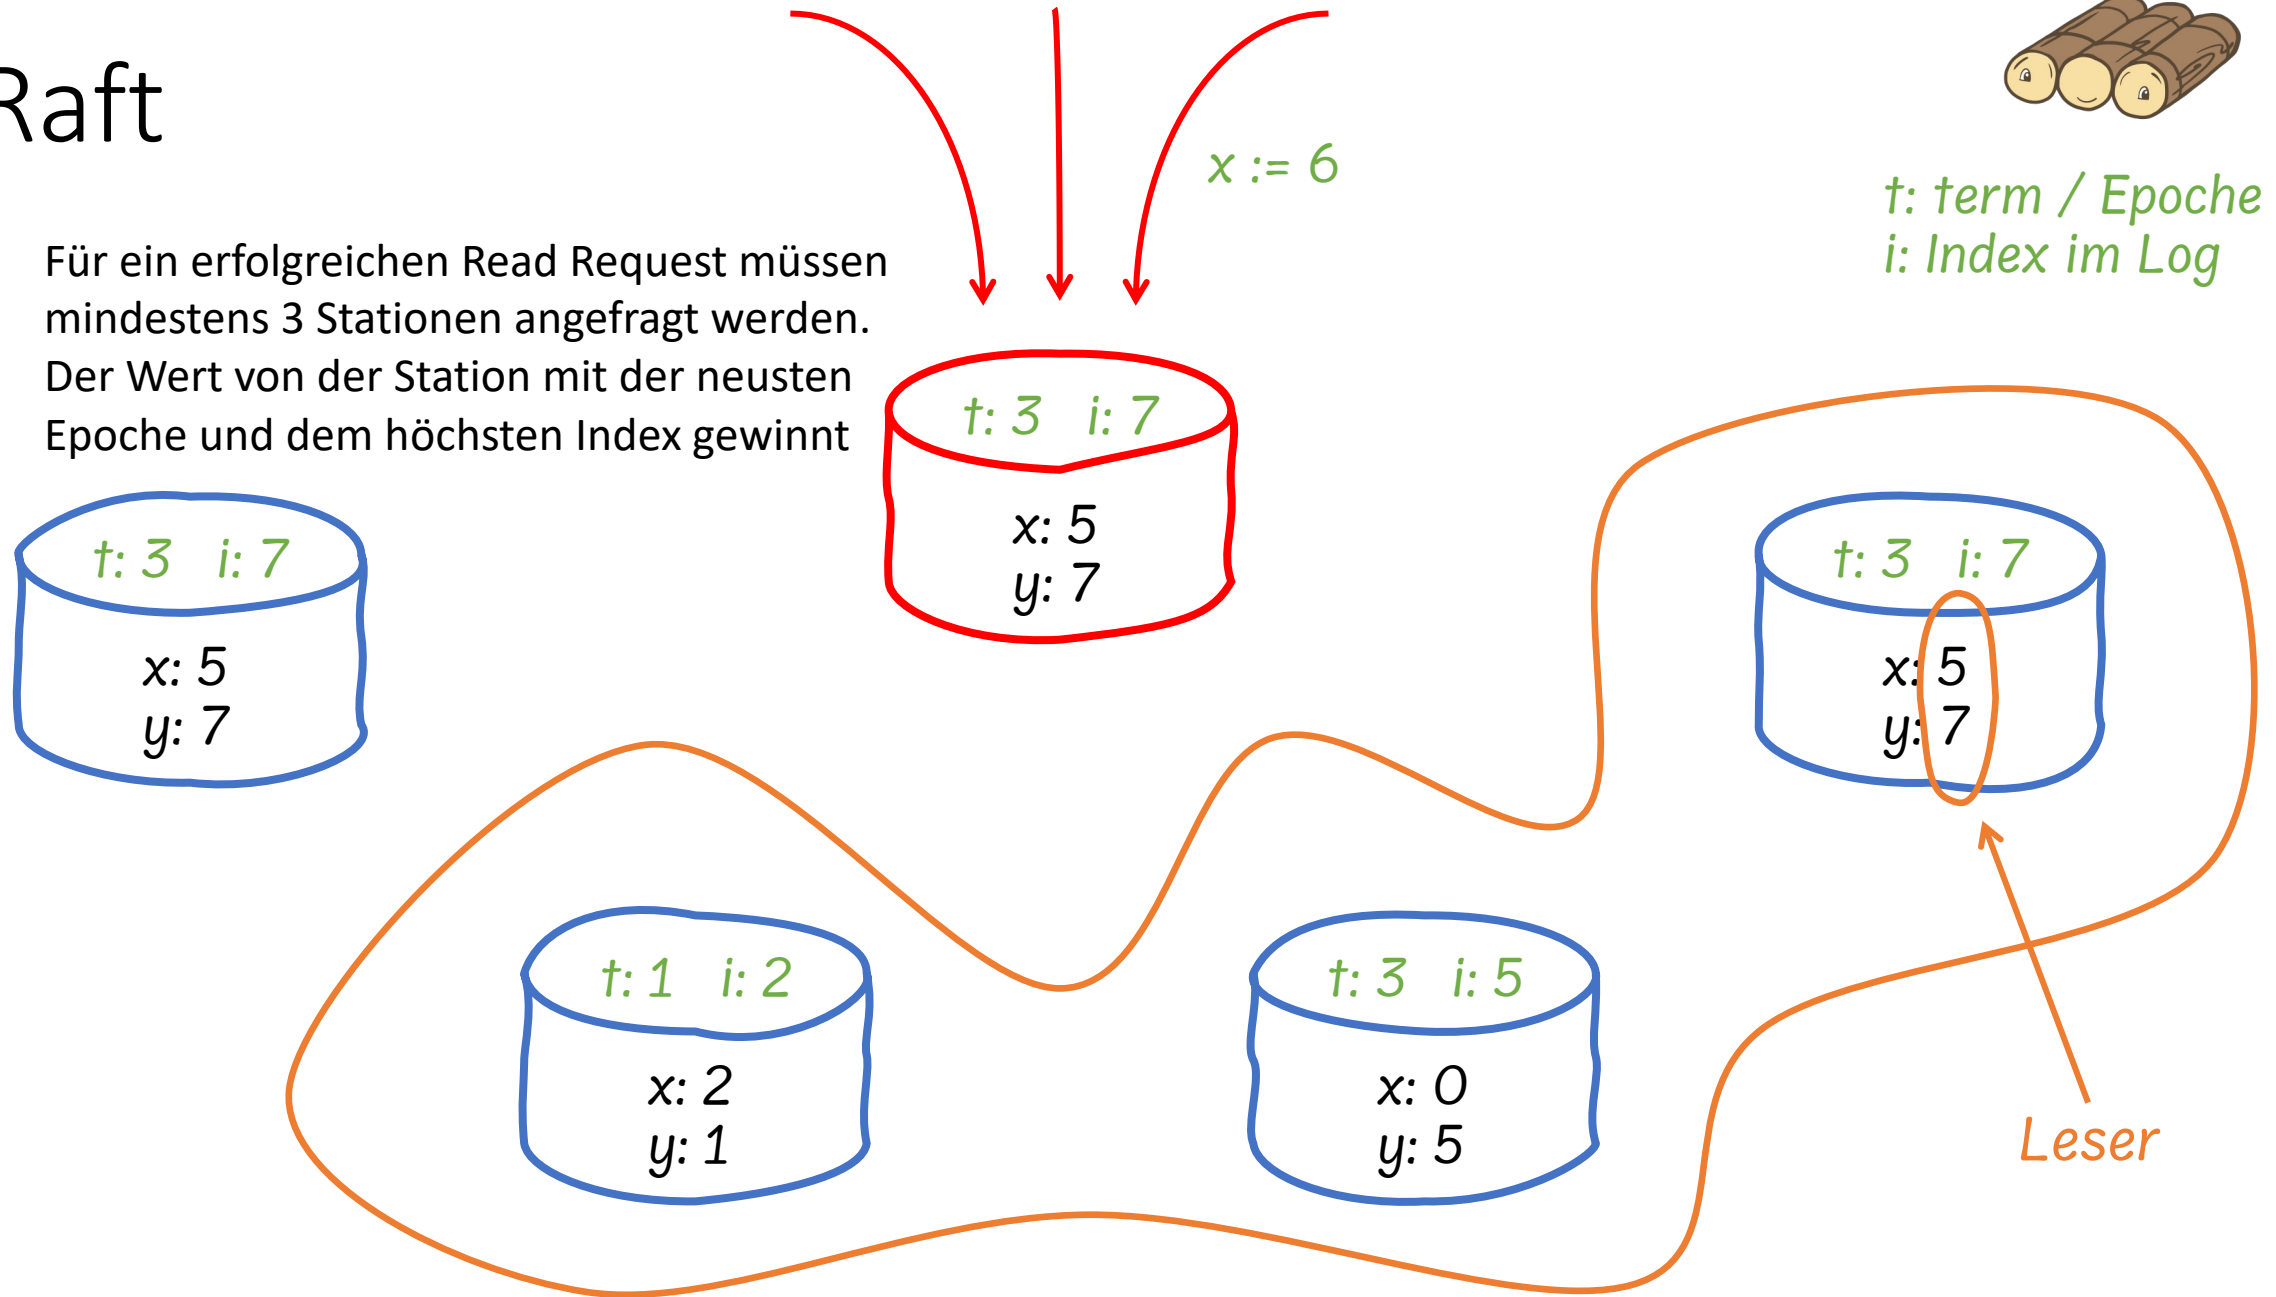 Raft
x := 6
t: term / Epoche
i: Index im Log
Für ein erfolgreichen Read Request müssen
mindestens 3 Stationen angefragt werden.
Der Wert von der Station mit der neusten
Epoche und dem höchsten Index gewinnt
t: 3 i: 7
x: 5
y: 7
t: 3 i: 7
x: 5
y: 7
t: 3 i: 7
x: 5
y: 7
t: 1 i: 2
x: 2
y: 1
t: 3 i: 5
x: 0
y: 5
Leser